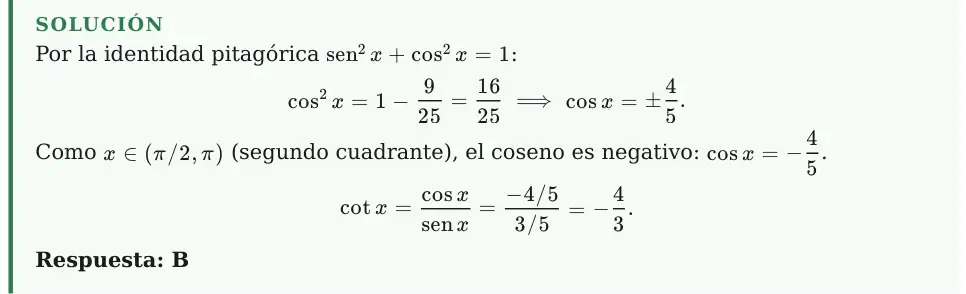 SOLUCIÓN
Por la identidad pitagórica sen² x + cos² x = 1:
cos² x = 1 − 9/25 = 16/25 ⟹ cos x = ±4/5.
Como x ∈ (π/2, π) (segundo cuadrante), el coseno es negativo: cos x = −4/5.
cot x = cos x/sen x = −4/5/3/5 = −4/3.
Respuesta: B